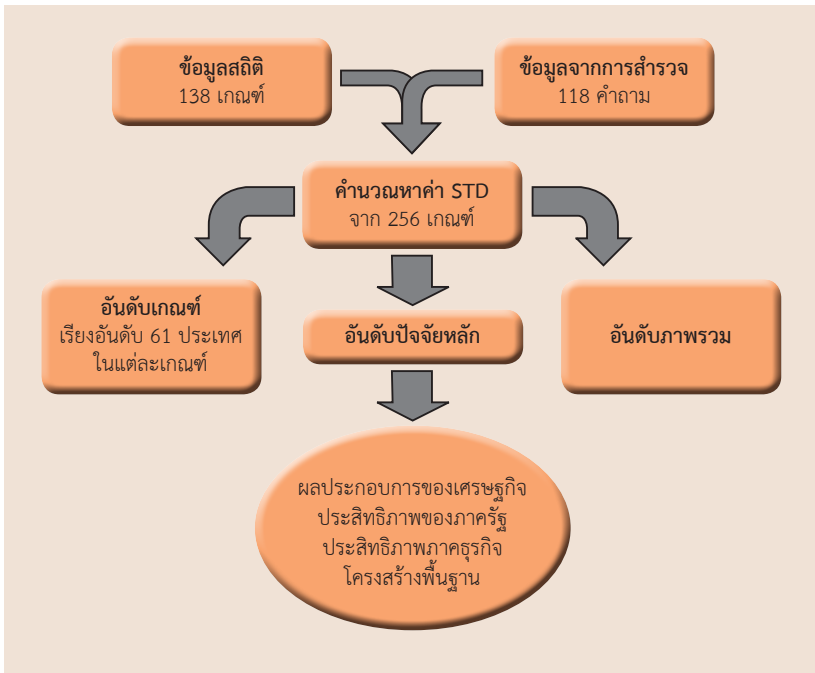 ข้อมูลสถิติ
138 เกณฑ์
ข้อมูลจากการสำรวจ
118 คำถาม
คำนวณหาค่า STD
จาก 256 เกณฑ์
อันดับเกณฑ์
เรียงอันดับ 61 ประเทศ
ในแต่ละเกณฑ์
อันดับปัจจัยหลัก
อันดับภาพรวม
ผลประกอบการของเศรษฐกิจ
ประสิทธิภาพของภาครัฐ
ประสิทธิภาพภาคธุรกิจ
โครงสร้างพื้นฐาน